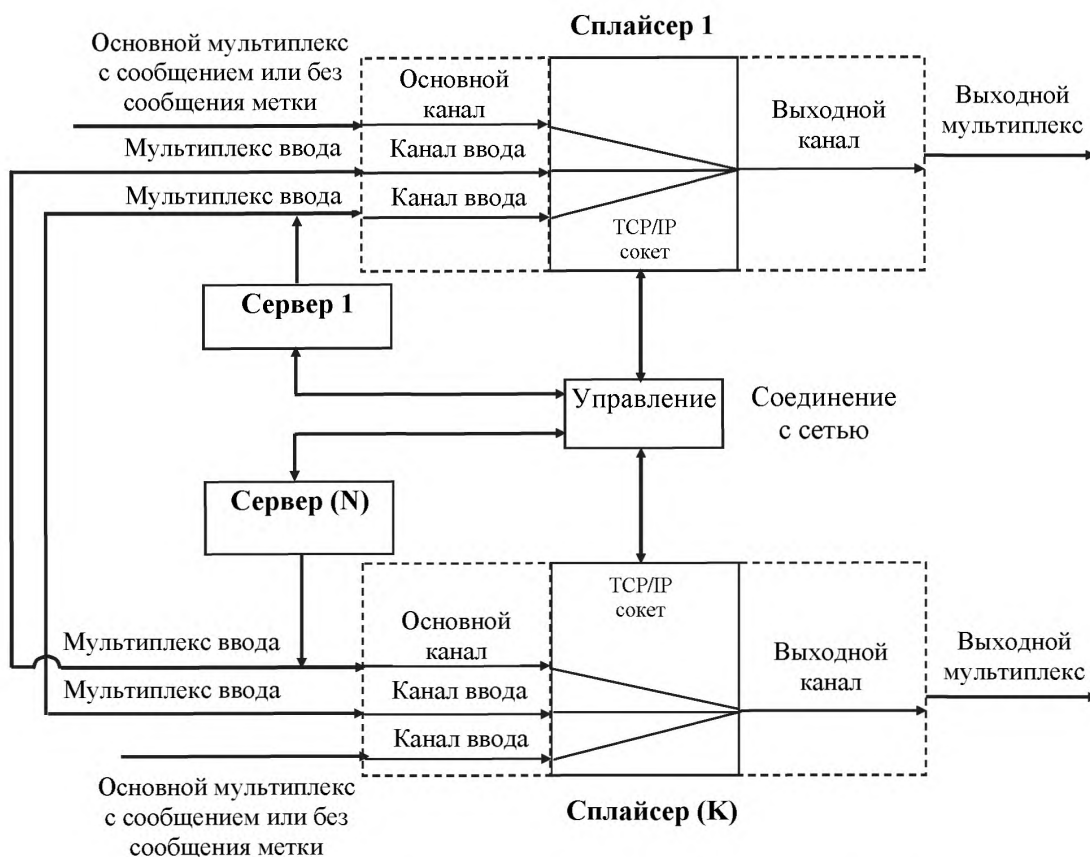 Сплайсер 1
Основной мультиплекс
с сообщением или без
сообщения метки
Основной
канал
Выходной
канал
Выходной
мультиплекс
Мультиплекс ввода
Канал ввода
Мультиплекс ввода
Канал ввода
TCP/IP
сокет
Сервер 1
Управление
Соединение
с сетью
Сервер (N)
TCP/IP
сокет
Мультиплекс ввода
Основной
канал
Выходной
канал
Выходной
мультиплекс
Мультиплекс ввода
Канал ввода
Канал ввода
Основной мультиплекс
с сообщением или без
сообщения метки
Сплайсер (K)